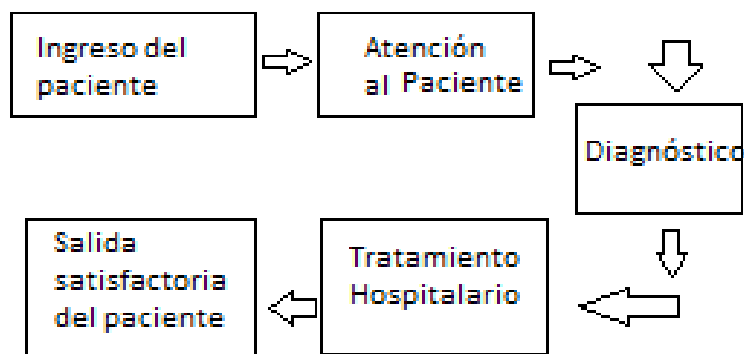 Ingreso del
paciente
Atención
al Paciente
Diagnóstico
Tratamiento
Hospitalario
Salida
satisfactoria
del paciente